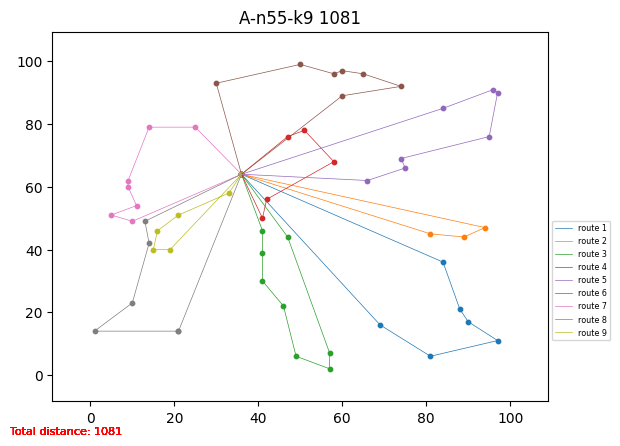 A-n55-k9 1081
100
80
60
40
20
0
0 20 40 60 80 100
route 1
route 2
route 3
route 4
route 5
route 6
route 7
route 8
route 9
Total distance: 1081